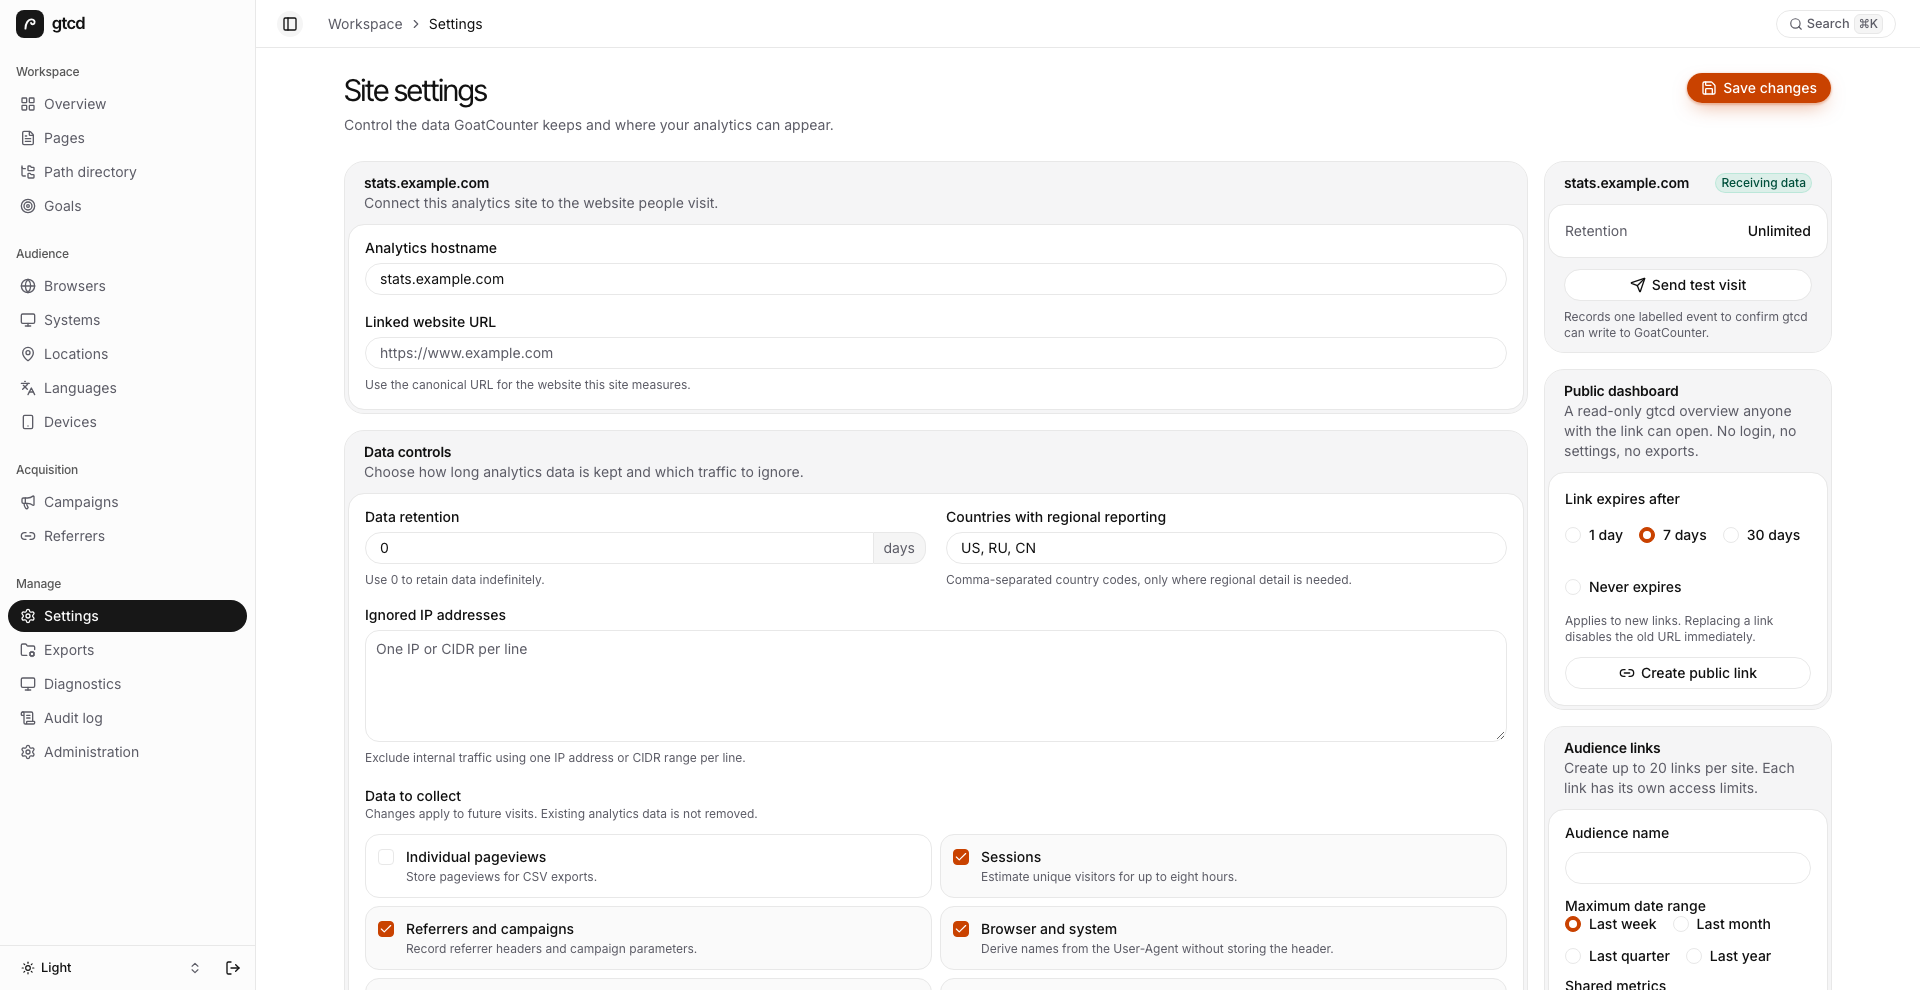 gtcd
Workspace
Overview
Pages
Path directory
Goals
Audience
Browsers
Systems
Locations
Languages
Devices
Acquisition
Campaigns
Referrers
Manage
Settings
Exports
Diagnostics
Audit log
Administration
Light
Workspace > Settings
Search ⌘K
Site settings
Control the data GoatCounter keeps and where your analytics can appear.
Save changes
stats.example.com
Connect this analytics site to the website people visit.
Analytics hostname
stats.example.com
Linked website URL
https://www.example.com
Use the canonical URL for the website this site measures.
Data controls
Choose how long analytics data is kept and which traffic to ignore.
Data retention
0 days
Use 0 to retain data indefinitely.
Countries with regional reporting
US, RU, CN
Comma-separated country codes, only where regional detail is needed.
Ignored IP addresses
One IP or CIDR per line
Exclude internal traffic using one IP address or CIDR range per line.
Data to collect
Changes apply to future visits. Existing analytics data is not removed.
Individual pageviews
Store pageviews for CSV exports.
Sessions
Estimate unique visitors for up to eight hours.
Referrers and campaigns
Record referrer headers and campaign parameters.
Browser and system
Derive names from the User-Agent without storing the header.
stats.example.com Receiving data
Retention Unlimited
Send test visit
Records one labelled event to confirm gtcd
can write to GoatCounter.
Public dashboard
A read-only gtcd overview anyone
with the link can open. No login, no
settings, no exports.
Link expires after
1 day 7 days 30 days
Never expires
Applies to new links. Replacing a link
disables the old URL immediately.
Create public link
Audience links
Create up to 20 links per site. Each
link has its own access limits.
Audience name
Maximum date range
Last week Last month
Last quarter Last year
Shared metrics